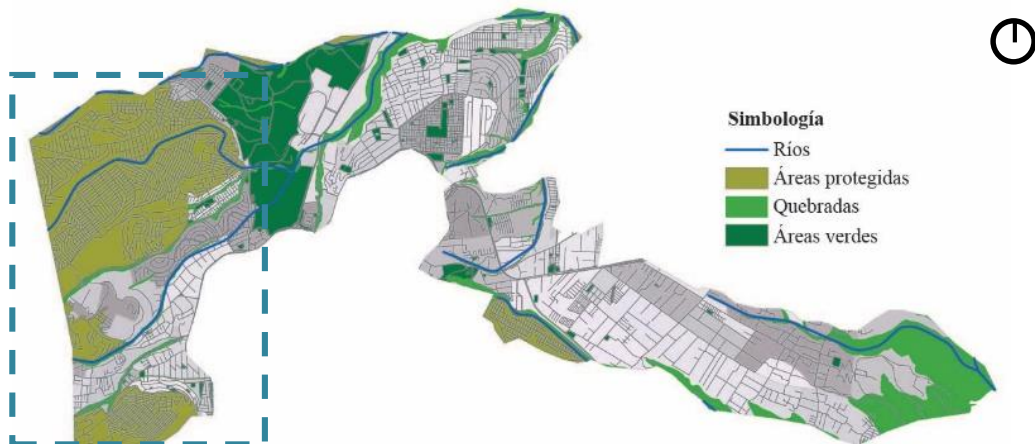 Simbología
Ríos
Áreas protegidas
Quebradas
Áreas verdes